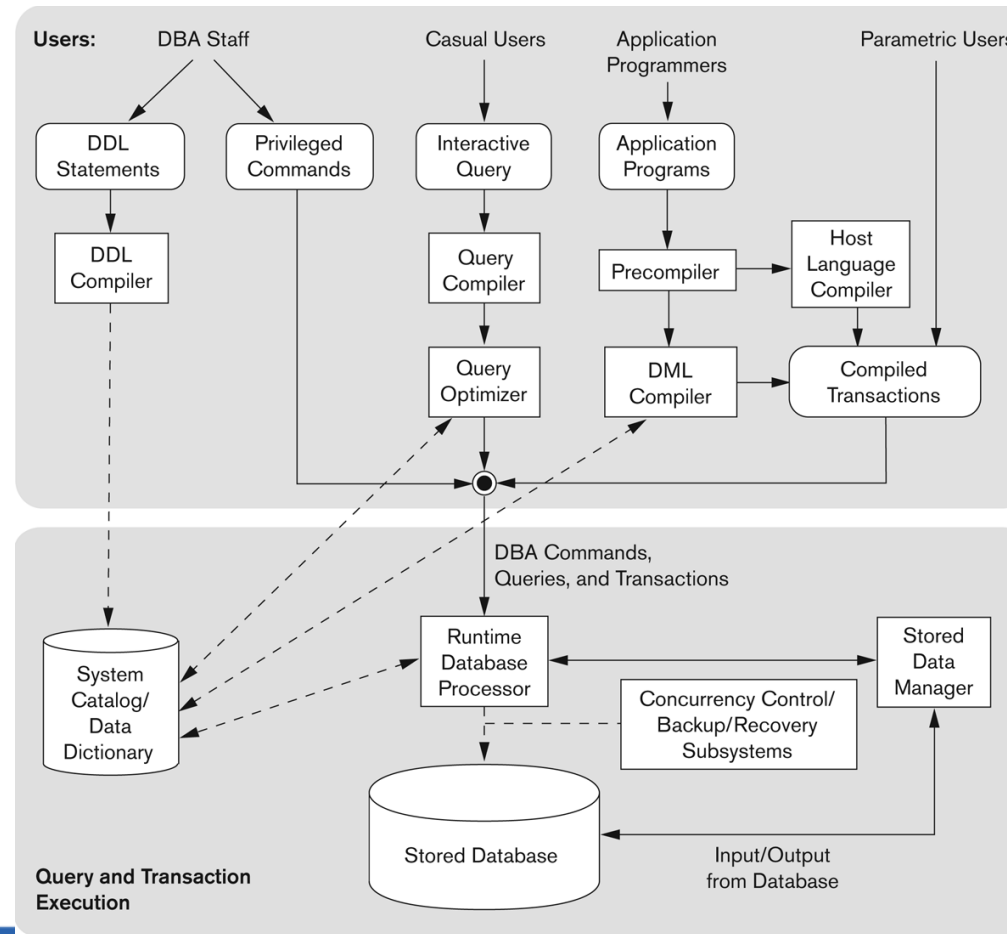 Users:
DBA Staff
Casual Users
Application
Programmers
Parametric Users
DDL
Statements
Privileged
Commands
Interactive
Query
Application
Programs
DDL
Compiler
Query
Compiler
Precompiler
Host
Language
Compiler
Query
Optimizer
DML
Compiler
Compiled
Transactions
DBA Commands,
Queries, and Transactions
System
Catalog/
Data
Dictionary
Runtime
Database
Processor
Stored
Data
Manager
Concurrency Control/
Backup/Recovery
Subsystems
Stored Database
Input/Output
from Database
Query and Transaction
Execution